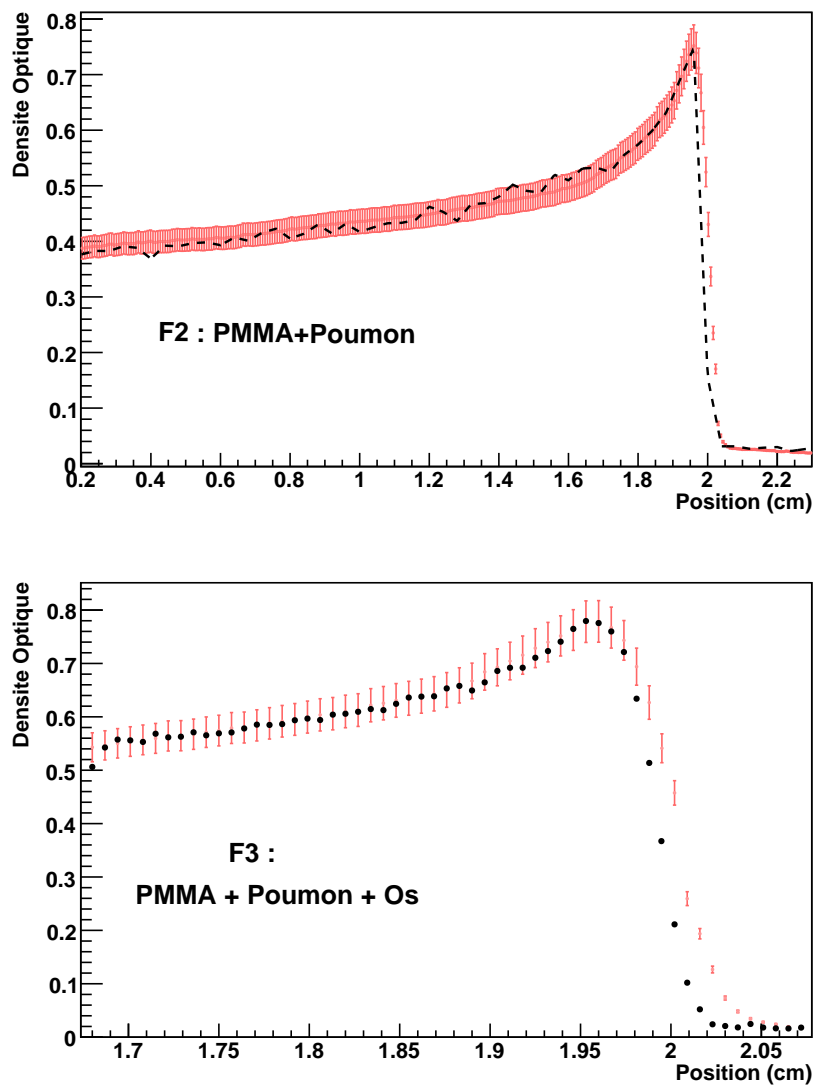 Densite Optique
0.8
0.7
0.6
0.5
0.4
0.3
0.2
0.1
0
F2 : PMMA+Poumon
0.2 0.4 0.6 0.8 1 1.2 1.4 1.6 1.8 2 2.2
Position (cm)
Densite Optique
0.8
0.7
0.6
0.5
0.4
0.3
0.2
0.1
0
F3 :
PMMA + Poumon + Os
1.7 1.75 1.8 1.85 1.9 1.95 2 2.05
Position (cm)